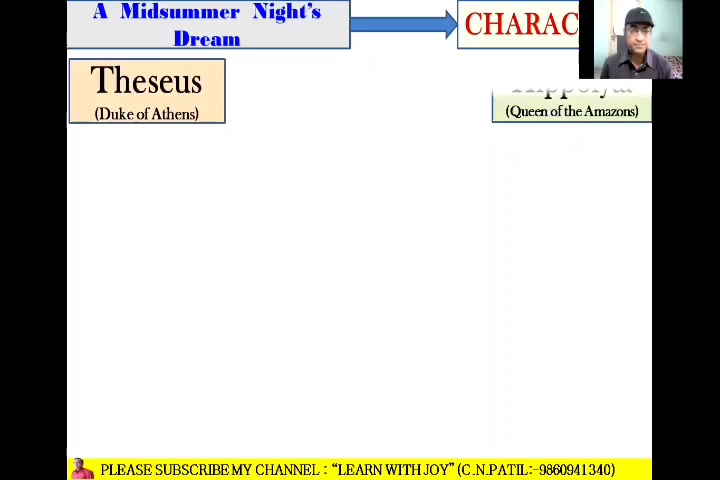 A Midsummer Night's
Dream
CHARAC
Theseus
(Duke of Athens)
(Queen of the Amazons)
PLEASE SUBSCRIBE MY CHANNEL : “LEARN WITH JOY” (C.N.PATIL:-9860941340)